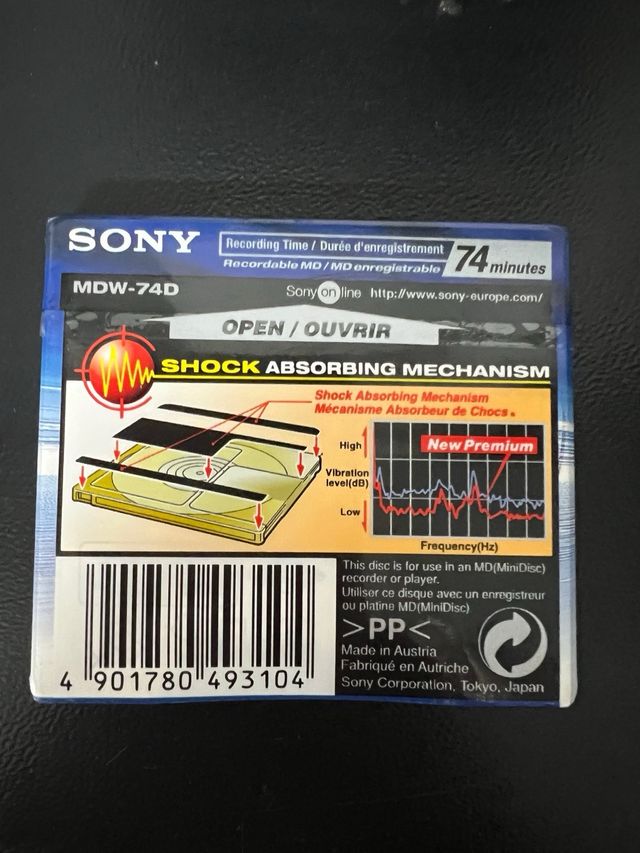 SONY
Recording Time / Durée d'enregistrement
Recordable MD / MD enregistrable
74 minutes
MDW-74D
Sony on line http://www.sony-europe.com/
OPEN / OUVRIR
SHOCK ABSORBING MECHANISM
Shock Absorbing Mechanism
Mécanisme Absorbeur de Chocs.
High
Vibration
level(dB)
Low
New Premium
Frequency(Hz)
This disc is for use in an MD(MiniDisc)
recorder or player.
Utiliser ce disque avec un enregistreur
ou platine MD(MiniDisc)
>PP<
Made in Austria
Fabriqué en Autriche
Sony Corporation, Tokyo, Japan
4 901780 493104